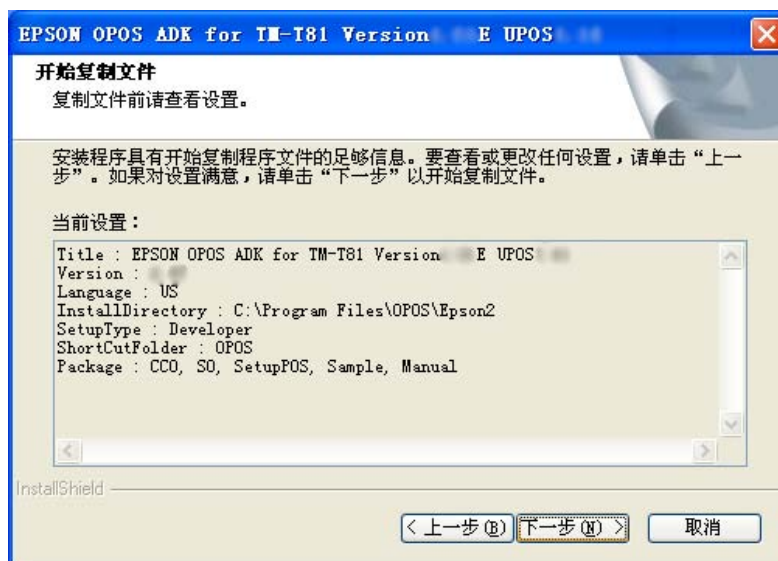 EPSON OPOS ADK for TM-T81 Version E UPOS
开始复制文件
复制文件前请查看设置。
安装程序具有开始复制程序文件的足够信息。要查看或更改任何设置，请单击“上一
步”。如果对设置满意，请单击“下一步”以开始复制文件。
当前设置：
Title : EPSON OPOS ADK for TM-T81 Version E UPOS
Version :
Language : US
InstallDirectory : C:\Program Files\OPOS\Epson2
SetupType : Developer
ShortCutFolder : OPOS
Package : CCO, SO, SetupPOS, Sample, Manual
InstallShield
< 上一步(B) 下一步(N) > 取消